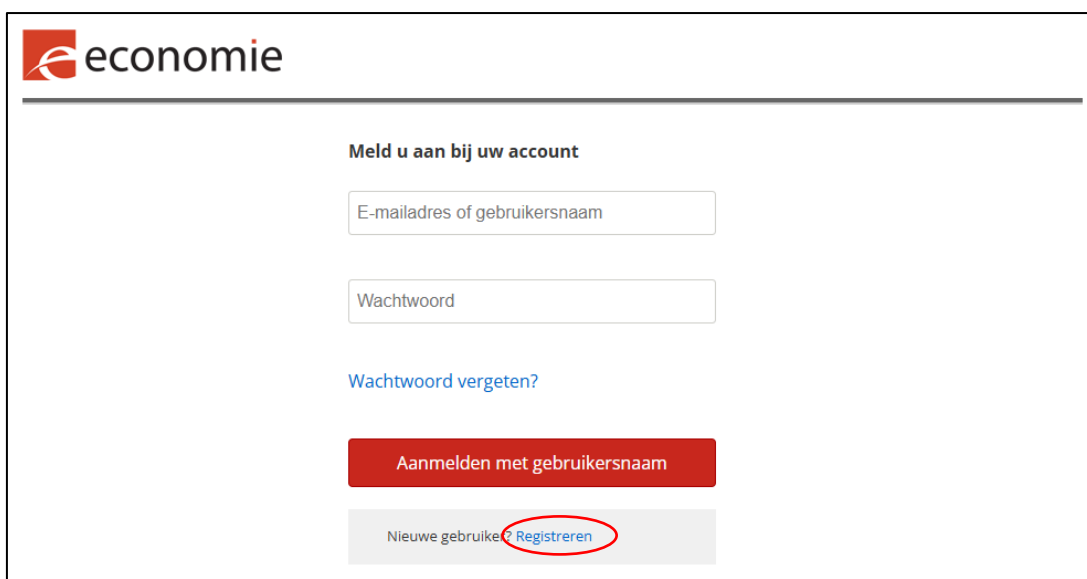 economie
Meld u aan bij uw account
E-mailadres of gebruikersnaam
Wachtwoord
Wachtwoord vergeten?
Aanmelden met gebruikersnaam
Nieuwe gebruiker? Registreren